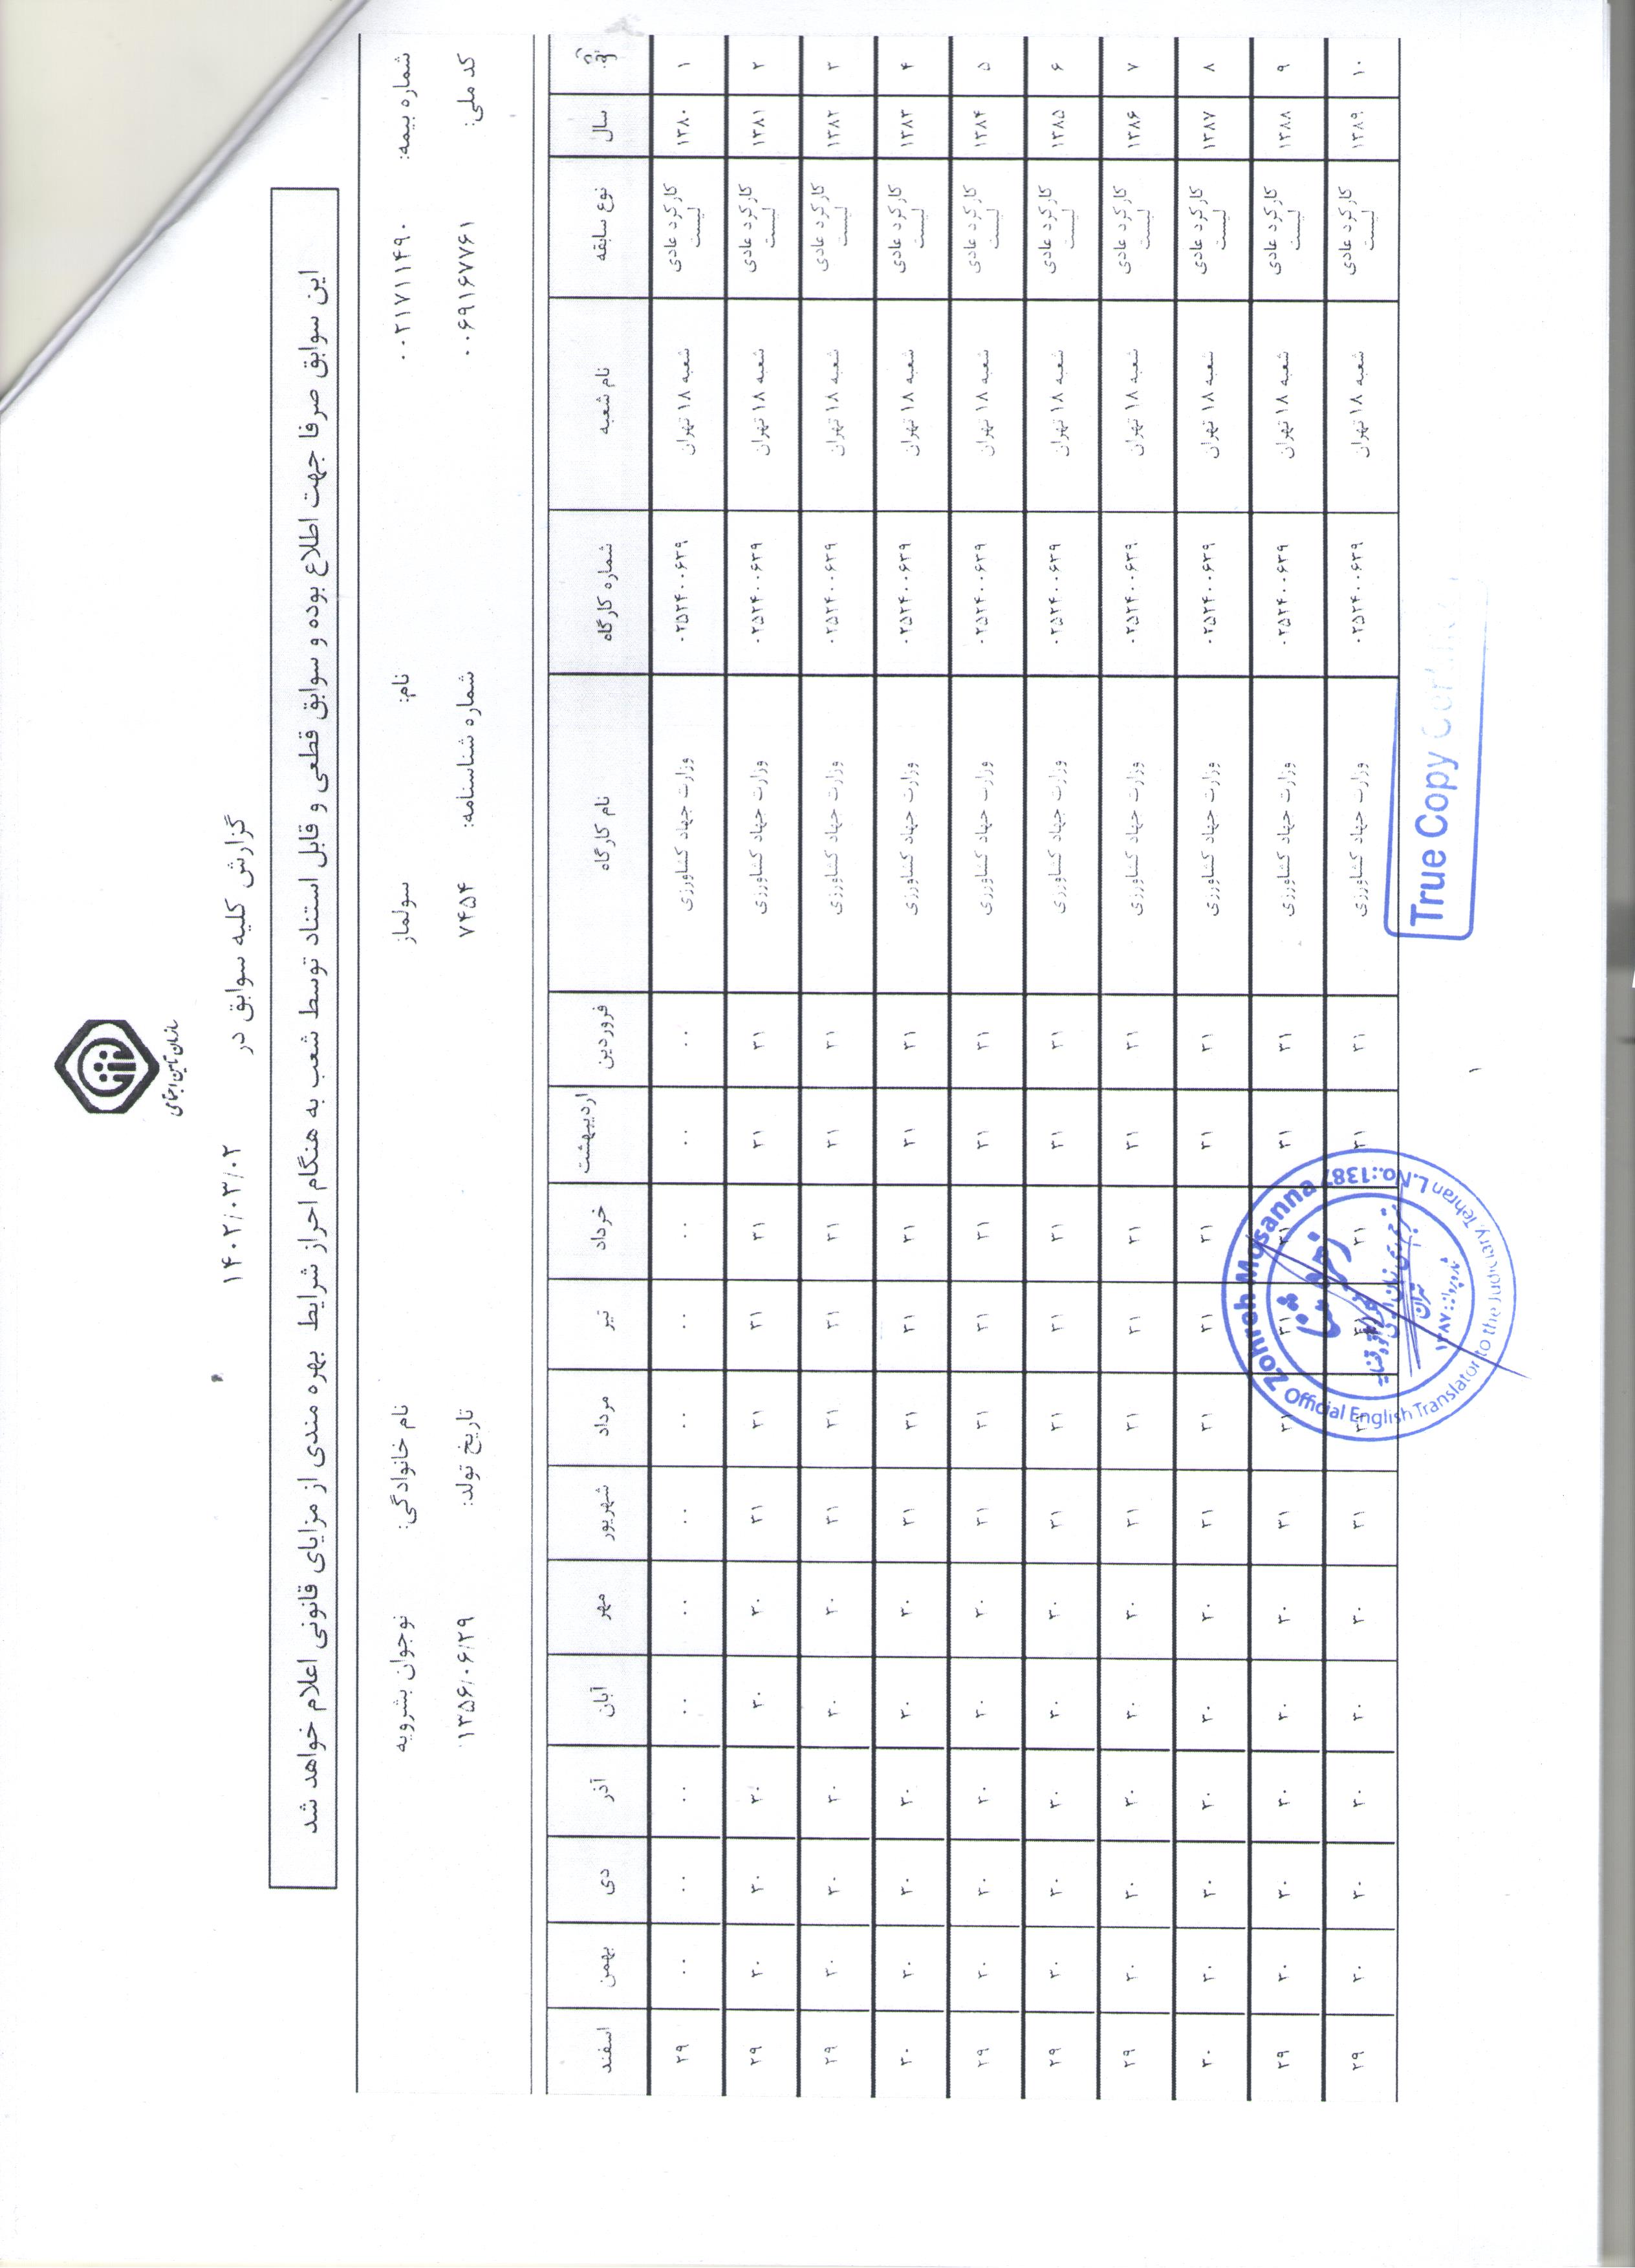 سازمان تامین اجتماعی
گزارش کلیه سوابق در ۱۴۰۲/۰۳/۰۲
این سوابق صرفا جهت اطلاع بوده و سوابق قطعی و قابل استناد توسط شعب به هنگام احراز شرایط بهره مندی از مزایای قانونی اعلام خواهد شد
شماره بیمه: ۰۰۲۱۷۱۱۴۹۰ نام: سولماز نام خانوادگی: نوجوان بشرویه
کد ملی: ۰۰۶۹۱۶۷۷۶۱ شماره شناسنامه: ۷۴۵۴ تاریخ تولد: ۱۳۵۶/۰۶/۲۹
ردیف سال نوع سابقه نام شعبه شماره کارگاه نام کارگاه فروردین اردیبهشت خرداد تیر مرداد شهریور مهر آبان آذر دی بهمن اسفند
۱ ۱۳۸۰ کارکرد عادی لیست شعبه ۱۸ تهران ۰۲۵۲۴۰۰۶۳۹ وزارت جهاد کشاورزی ۰۰ ۰۰ ۰۰ ۰۰ ۰۰ ۰۰ ۰۰ ۰۰ ۰۰ ۰۰ ۰۰ ۲۹
۲ ۱۳۸۱ کارکرد عادی لیست شعبه ۱۸ تهران ۰۲۵۲۴۰۰۶۳۹ وزارت جهاد کشاورزی ۳۱ ۳۱ ۳۱ ۳۱ ۳۱ ۳۱ ۳۰ ۳۰ ۳۰ ۳۰ ۳۰ ۲۹
۳ ۱۳۸۲ کارکرد عادی لیست شعبه ۱۸ تهران ۰۲۵۲۴۰۰۶۳۹ وزارت جهاد کشاورزی ۳۱ ۳۱ ۳۱ ۳۱ ۳۱ ۳۱ ۳۰ ۳۰ ۳۰ ۳۰ ۳۰ ۲۹
۴ ۱۳۸۳ کارکرد عادی لیست شعبه ۱۸ تهران ۰۲۵۲۴۰۰۶۳۹ وزارت جهاد کشاورزی ۳۱ ۳۱ ۳۱ ۳۱ ۳۱ ۳۱ ۳۰ ۳۰ ۳۰ ۳۰ ۳۰ ۳۰
۵ ۱۳۸۴ کارکرد عادی لیست شعبه ۱۸ تهران ۰۲۵۲۴۰۰۶۳۹ وزارت جهاد کشاورزی ۳۱ ۳۱ ۳۱ ۳۱ ۳۱ ۳۱ ۳۰ ۳۰ ۳۰ ۳۰ ۳۰ ۲۹
۶ ۱۳۸۵ کارکرد عادی لیست شعبه ۱۸ تهران ۰۲۵۲۴۰۰۶۳۹ وزارت جهاد کشاورزی ۳۱ ۳۱ ۳۱ ۳۱ ۳۱ ۳۱ ۳۰ ۳۰ ۳۰ ۳۰ ۳۰ ۲۹
۷ ۱۳۸۶ کارکرد عادی لیست شعبه ۱۸ تهران ۰۲۵۲۴۰۰۶۳۹ وزارت جهاد کشاورزی ۳۱ ۳۱ ۳۱ ۳۱ ۳۱ ۳۱ ۳۰ ۳۰ ۳۰ ۳۰ ۳۰ ۲۹
۸ ۱۳۸۷ کارکرد عادی لیست شعبه ۱۸ تهران ۰۲۵۲۴۰۰۶۳۹ وزارت جهاد کشاورزی ۳۱ ۳۱ ۳۱ ۳۱ ۳۱ ۳۱ ۳۰ ۳۰ ۳۰ ۳۰ ۳۰ ۳۰
۹ ۱۳۸۸ کارکرد عادی لیست شعبه ۱۸ تهران ۰۲۵۲۴۰۰۶۳۹ وزارت جهاد کشاورزی ۳۱ ۳۱ ۳۱ ۳۱ ۳۱ ۳۱ ۳۰ ۳۰ ۳۰ ۳۰ ۳۰ ۲۹
۱۰ ۱۳۸۹ کارکرد عادی لیست شعبه ۱۸ تهران ۰۲۵۲۴۰۰۶۳۹ وزارت جهاد کشاورزی ۳۱ ۳۱ ۳۱ ۳۱ ۳۱ ۳۱ ۳۰ ۳۰ ۳۰ ۳۰ ۳۰ ۲۹
Zohreh Mosanna L.No.:1387
Official English Translator to the Judiciary, Tehran
زهره مثنا
مترجم رسمی زبان انگلیسی قوه قضاییه
تهران
شماره پروانه: ۱۳۸۷
True Copy
۱